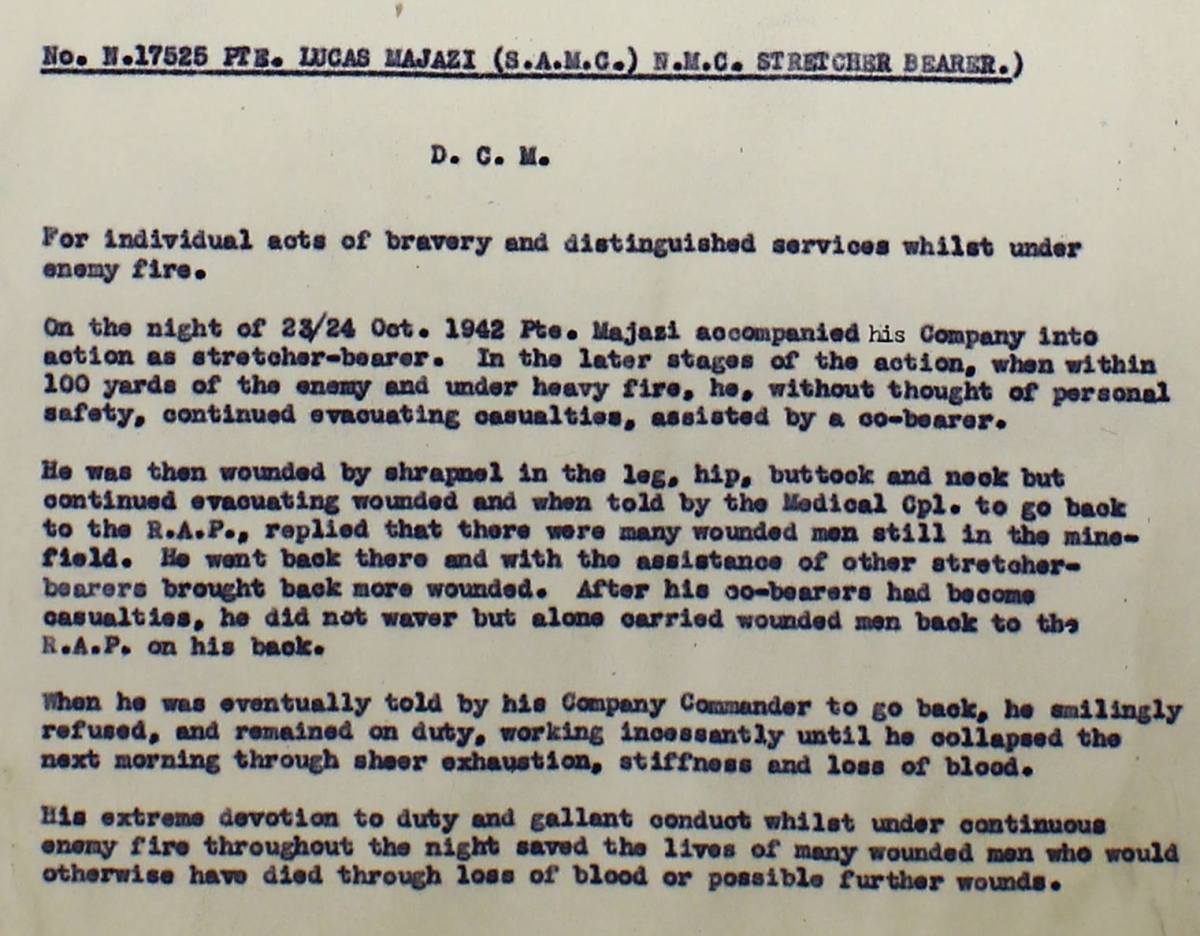 No. N.17525 PTE. LUCAS MAJAZI (S.A.M.C.) N.M.C. STRETCHER BEARER.)
D. C. M.
For individual acts of bravery and distinguished services whilst under
enemy fire.
On the night of 23/24 Oct. 1942 Pte. Majazi accompanied his Company into
action as stretcher-bearer. In the later stages of the action, when within
100 yards of the enemy and under heavy fire, he, without thought of personal
safety, continued evacuating casualties, assisted by a co-bearer.
He was then wounded by shrapnel in the leg, hip, buttock and neck but
continued evacuating wounded and when told by the Medical Cpl. to go back
to the R.A.P., replied that there were many wounded men still in the mine-
field. He went back there and with the assistance of other stretcher-
bearers brought back more wounded. After his co-bearers had become
casualties, he did not waver but alone carried wounded men back to the
R.A.P. on his back.
When he was eventually told by his Company Commander to go back, he smilingly
refused, and remained on duty, working incessantly until he collapsed the
next morning through sheer exhaustion, stiffness and loss of blood.
His extreme devotion to duty and gallant conduct whilst under continuous
enemy fire throughout the night saved the lives of many wounded men who would
otherwise have died through loss of blood or possible further wounds.